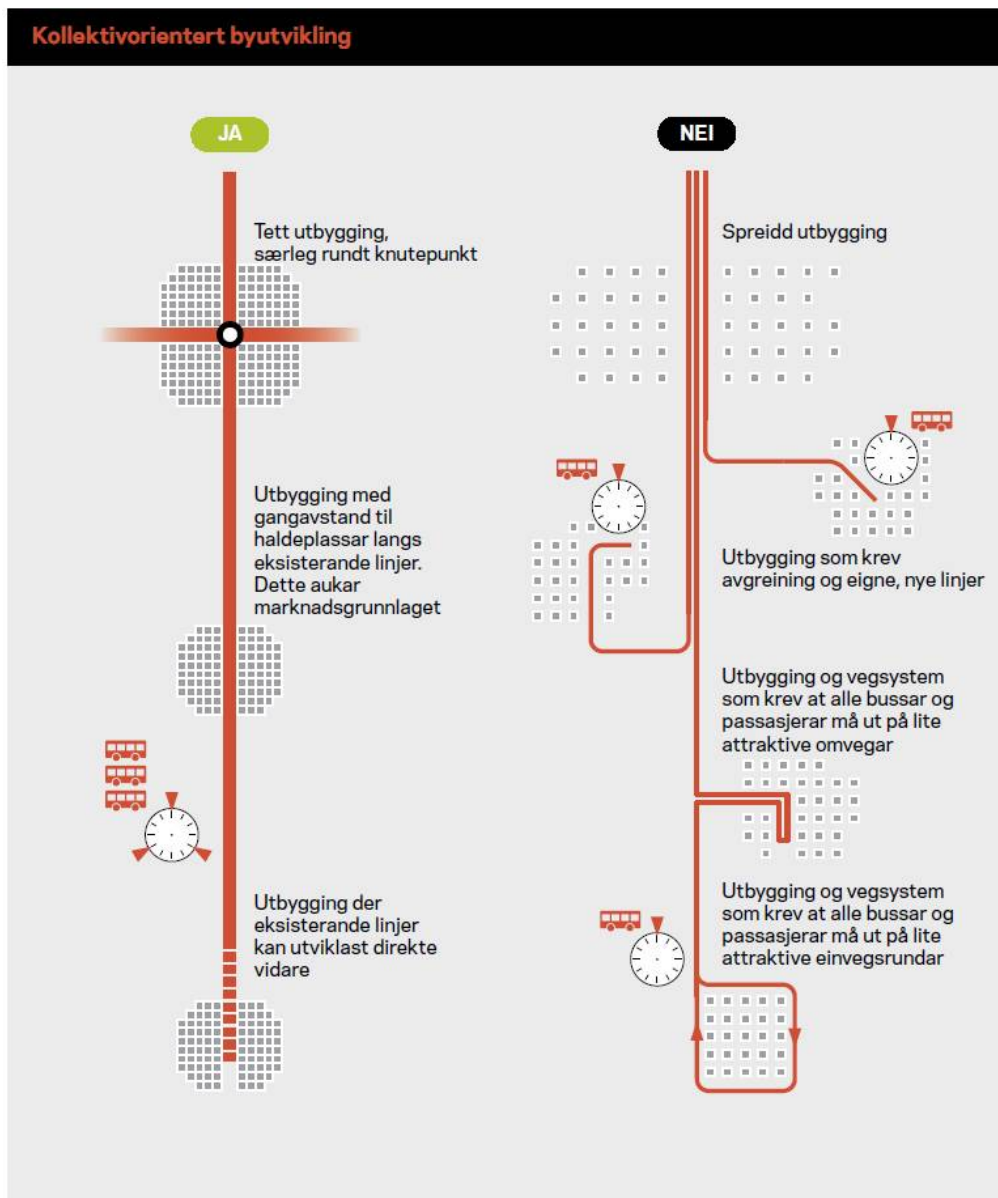 Kollektivorientert byutvikling
JA
Tett utbygging,
særleg rundt knutepunkt
Utbygging med
gangavstand til
haldeplassar langs
eksisterande linjer.
Dette aukar
marknadsgrunnlaget
Utbygging der
eksisterande linjer
kan utviklast direkte
vidare
NEI
Spreidd utbygging
Utbygging som krev
avgreining og eigne, nye linjer
Utbygging og vegsystem
som krev at alle bussar og
passasjerar må ut på lite
attraktive omvegar
Utbygging og vegsystem
som krev at alle bussar og
passasjerar må ut på lite
attraktive einvegsrundar